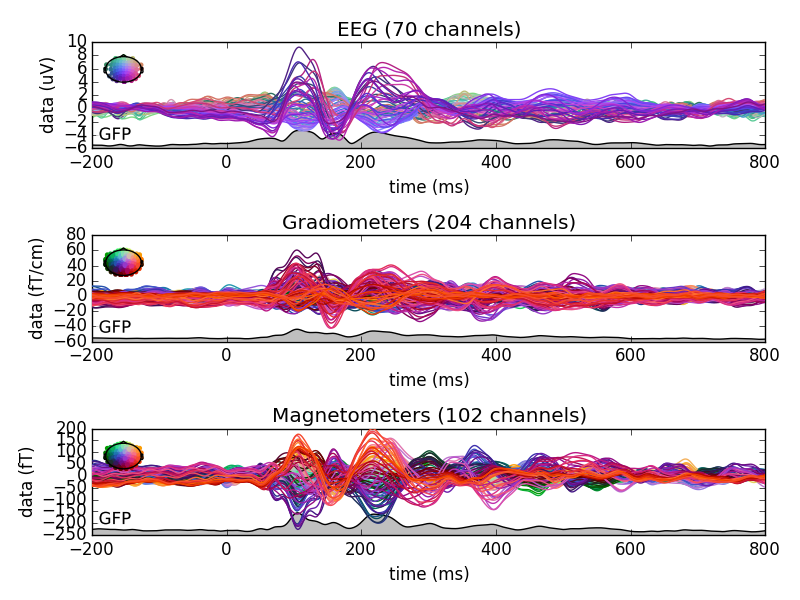 EEG (70 channels)
data (uV)
10
8
6
4
2
0
−2
−4
−6
GFP
−200 0 200 400 600 800
time (ms)
Gradiometers (204 channels)
data (fT/cm)
80
60
40
20
0
−20
−40
−60
GFP
−200 0 200 400 600 800
time (ms)
Magnetometers (102 channels)
data (fT)
200
150
100
50
0
−50
−100
−150
−200
−250
GFP
−200 0 200 400 600 800
time (ms)